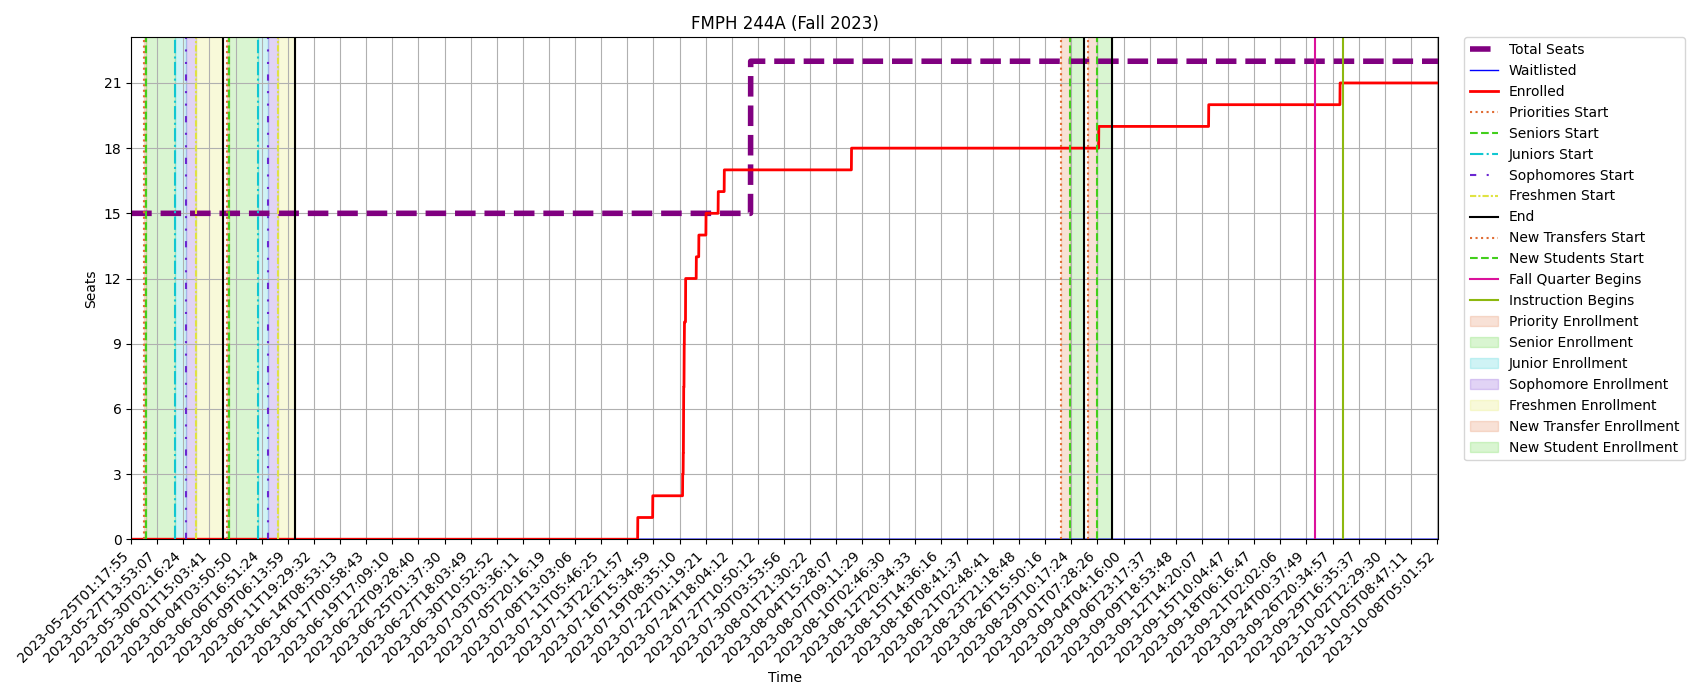 FMPH 244A (Fall 2023)
Seats
21
18
15
12
9
6
3
0
2023-05-25T01:17:55
2023-05-27T13:53:07
2023-05-30T02:16:24
2023-06-01T15:03:41
2023-06-04T03:50:50
2023-06-06T16:51:24
2023-06-09T06:13:59
2023-06-11T19:29:32
2023-06-14T08:53:13
2023-06-17T00:58:43
2023-06-19T17:09:10
2023-06-22T09:28:40
2023-06-25T01:37:30
2023-06-27T18:03:49
2023-06-30T10:52:52
2023-07-03T03:36:11
2023-07-05T20:16:19
2023-07-08T13:03:06
2023-07-11T05:46:25
2023-07-13T22:21:57
2023-07-16T15:34:59
2023-07-19T08:35:10
2023-07-22T01:19:21
2023-07-24T18:04:12
2023-07-27T10:50:12
2023-07-30T03:53:56
2023-08-01T21:30:22
2023-08-04T15:28:07
2023-08-07T09:11:29
2023-08-10T02:46:30
2023-08-12T20:34:33
2023-08-15T14:36:16
2023-08-18T08:41:37
2023-08-21T02:48:41
2023-08-23T21:18:48
2023-08-26T15:50:16
2023-08-29T10:17:24
2023-09-01T07:28:26
2023-09-04T04:16:00
2023-09-06T23:17:37
2023-09-09T18:53:48
2023-09-12T14:20:07
2023-09-15T10:04:47
2023-09-18T06:16:47
2023-09-21T02:02:06
2023-09-24T00:37:49
2023-09-26T20:34:57
2023-09-29T16:35:37
2023-10-02T12:29:30
2023-10-05T08:47:11
2023-10-08T05:01:52
Time
Total Seats
Waitlisted
Enrolled
Priorities Start
Seniors Start
Juniors Start
Sophomores Start
Freshmen Start
End
New Transfers Start
New Students Start
Fall Quarter Begins
Instruction Begins
Priority Enrollment
Senior Enrollment
Junior Enrollment
Sophomore Enrollment
Freshmen Enrollment
New Transfer Enrollment
New Student Enrollment